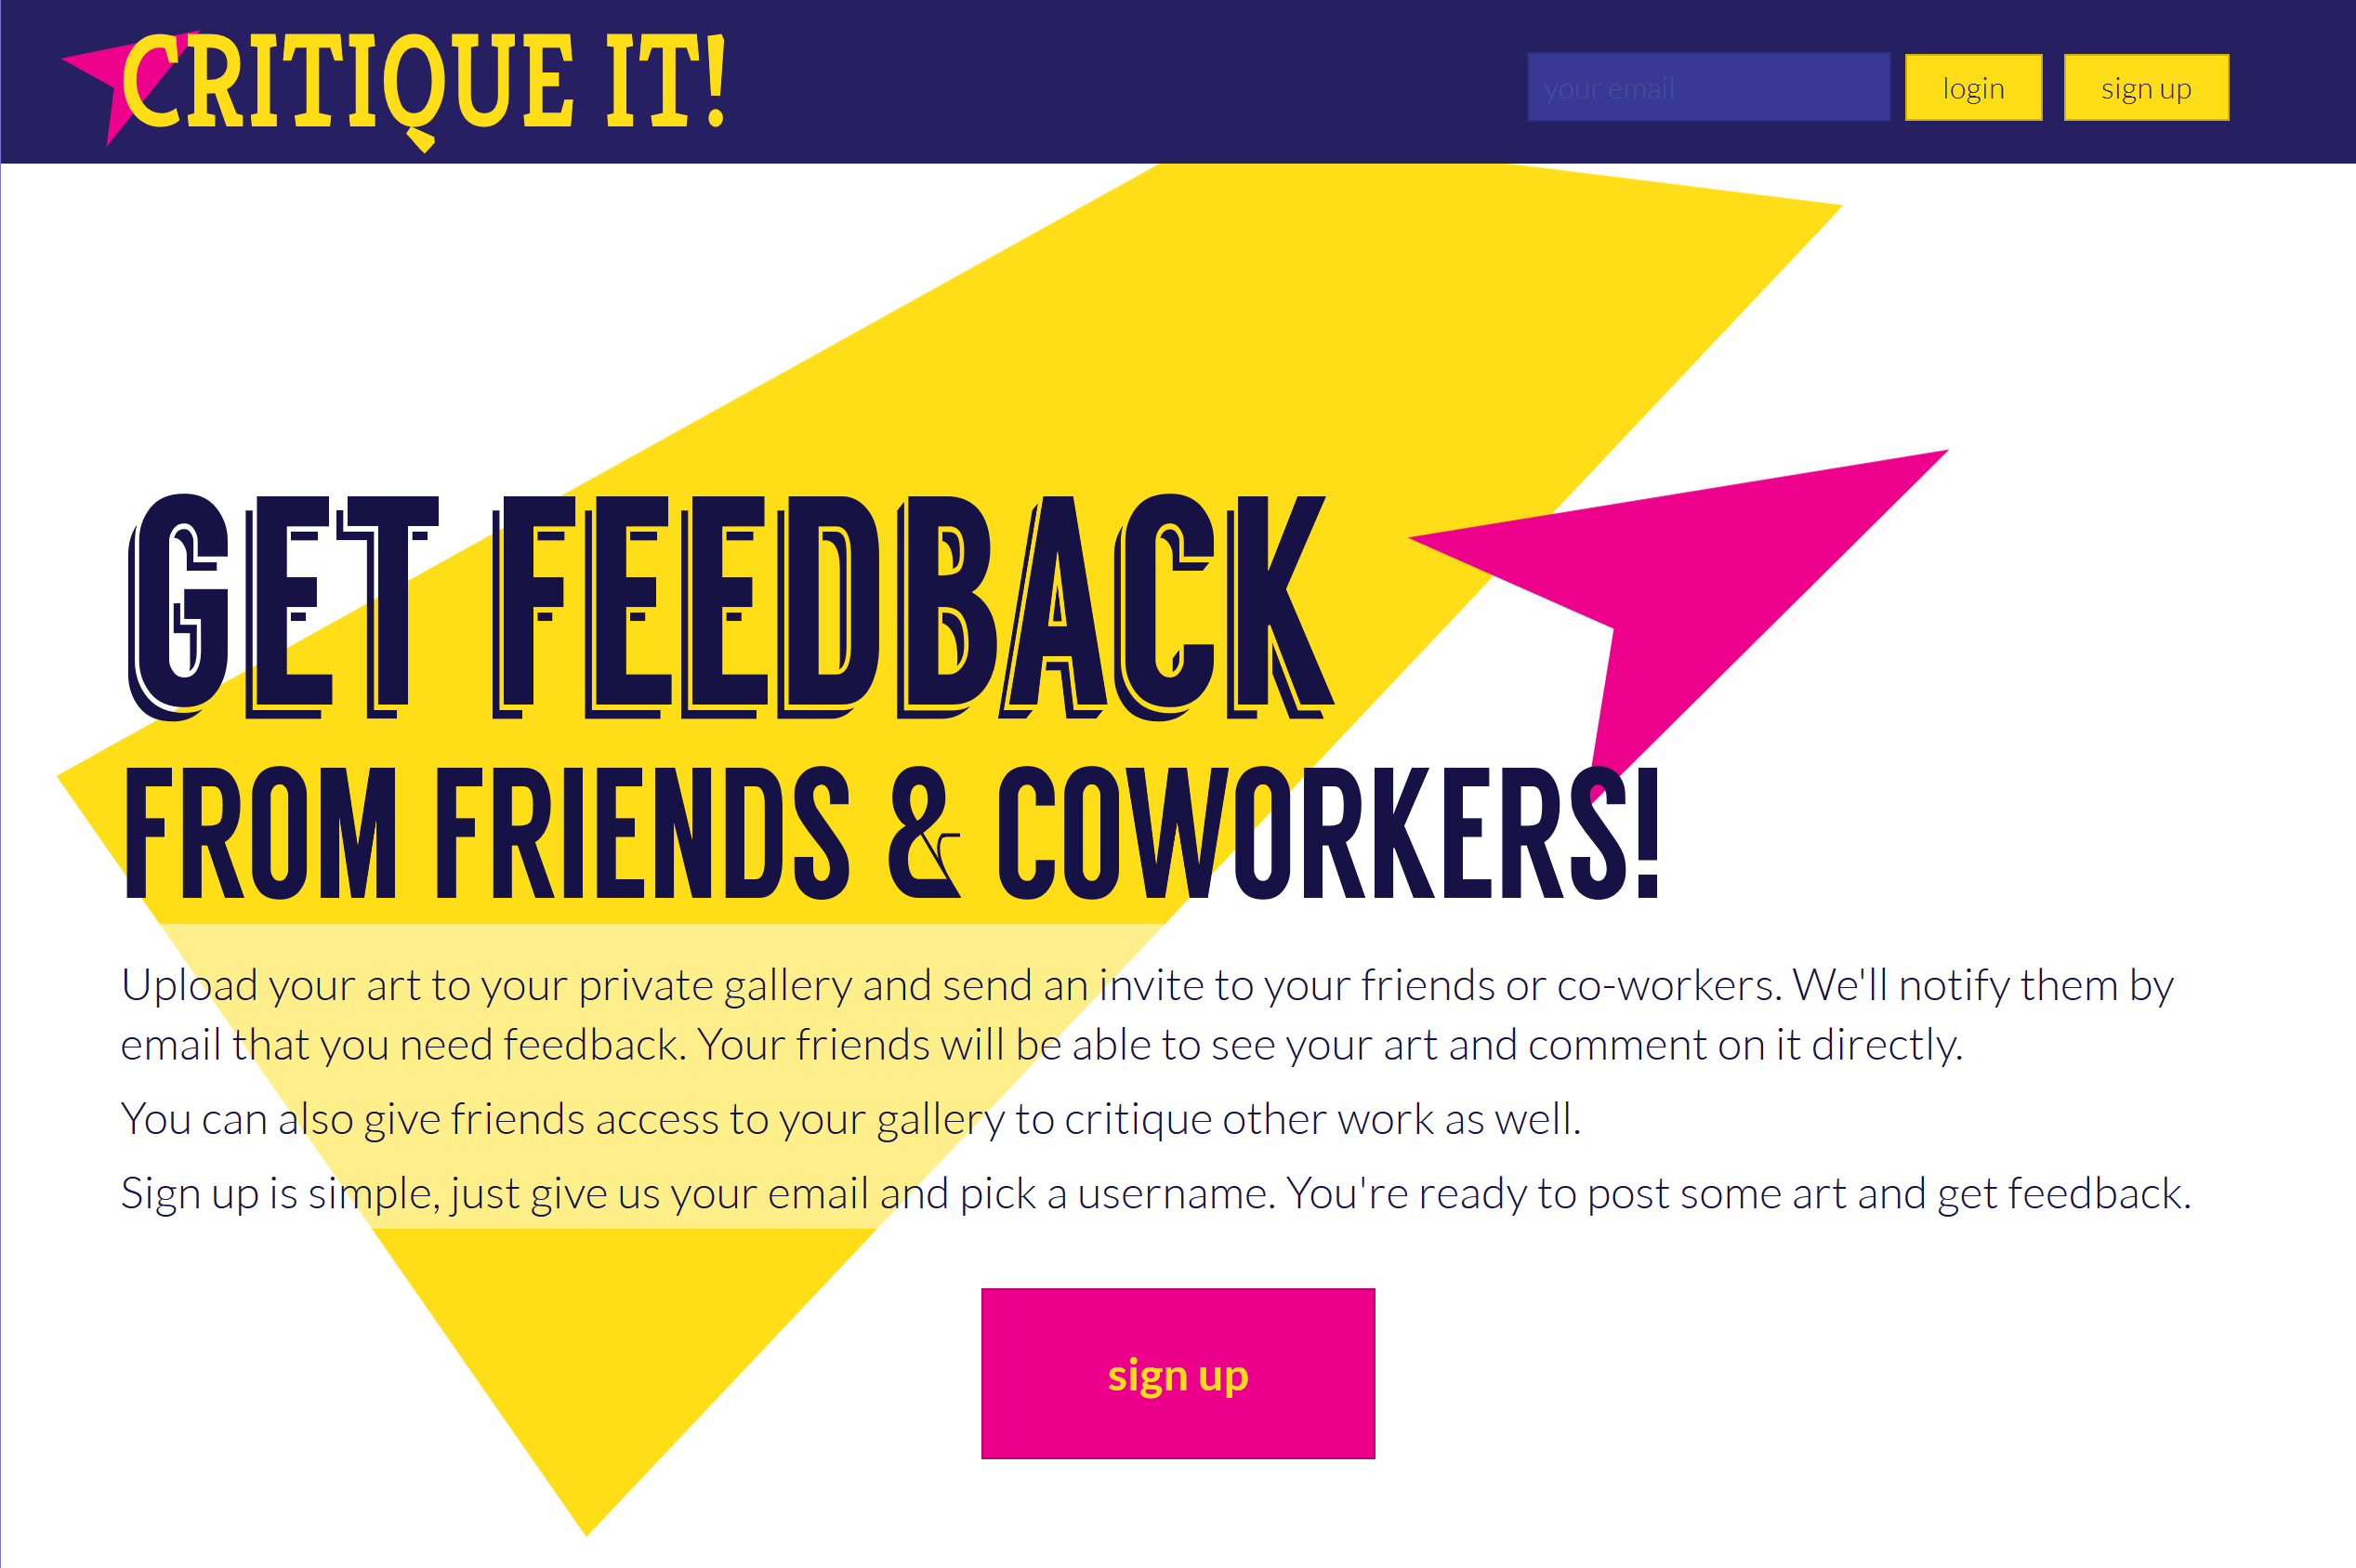 CRITIQUE IT!
your email
login
sign up
GET FEEDBACK
FROM FRIENDS & COWORKERS!
Upload your art to your private gallery and send an invite to your friends or co-workers. We'll notify them by
email that you need feedback. Your friends will be able to see your art and comment on it directly.
You can also give friends access to your gallery to critique other work as well.
Sign up is simple, just give us your email and pick a username. You're ready to post some art and get feedback.
sign up